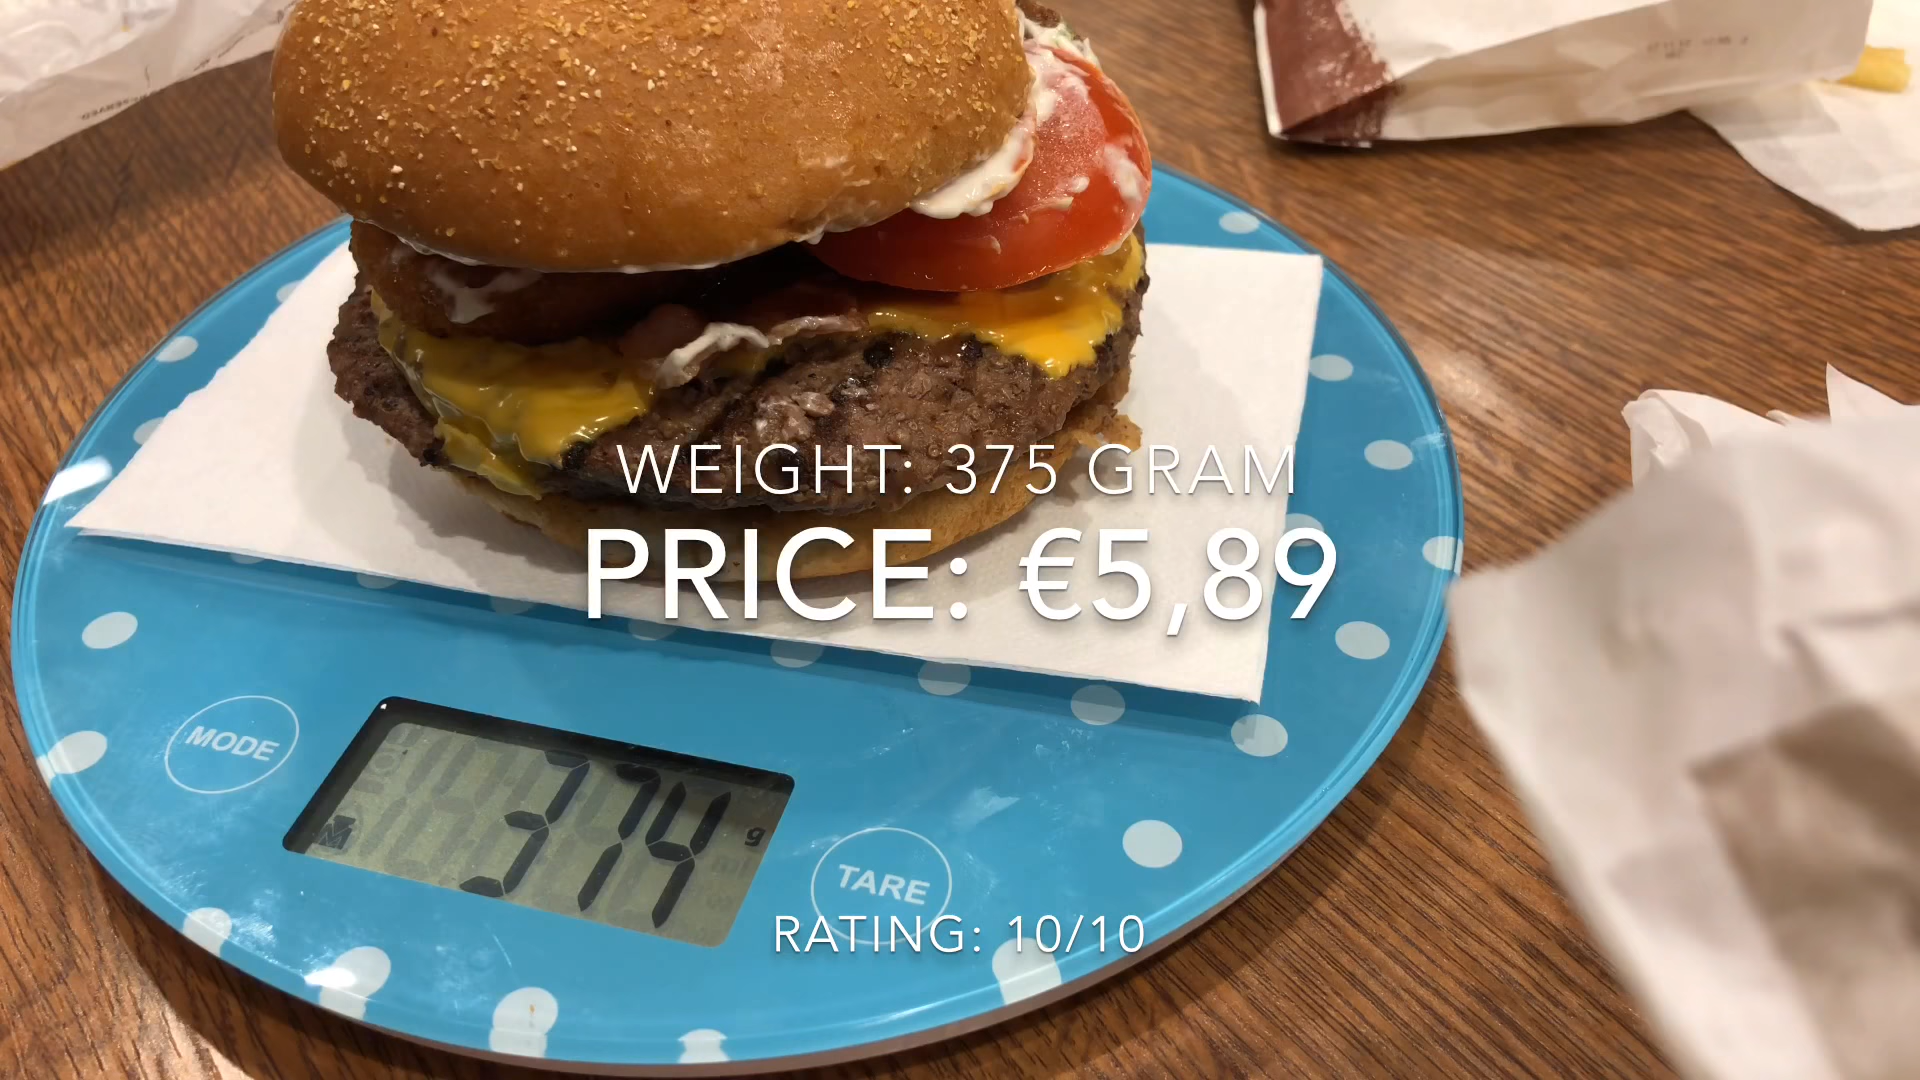 WEIGHT: 375 GRAM
PRICE: €5,89
MODE
374 g
TARE
RATING: 10/10